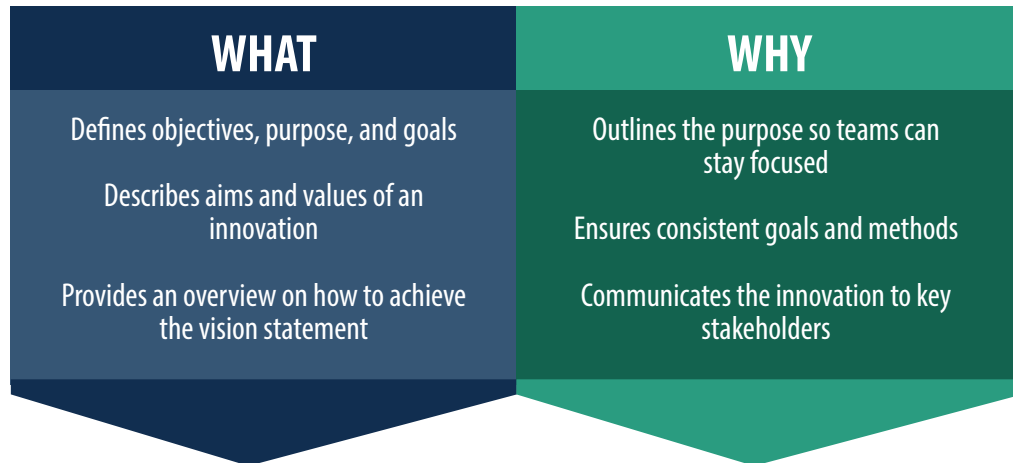 WHAT
Defines objectives, purpose, and goals
Describes aims and values of an
innovation
Provides an overview on how to achieve
the vision statement
WHY
Outlines the purpose so teams can
stay focused
Ensures consistent goals and methods
Communicates the innovation to key
stakeholders